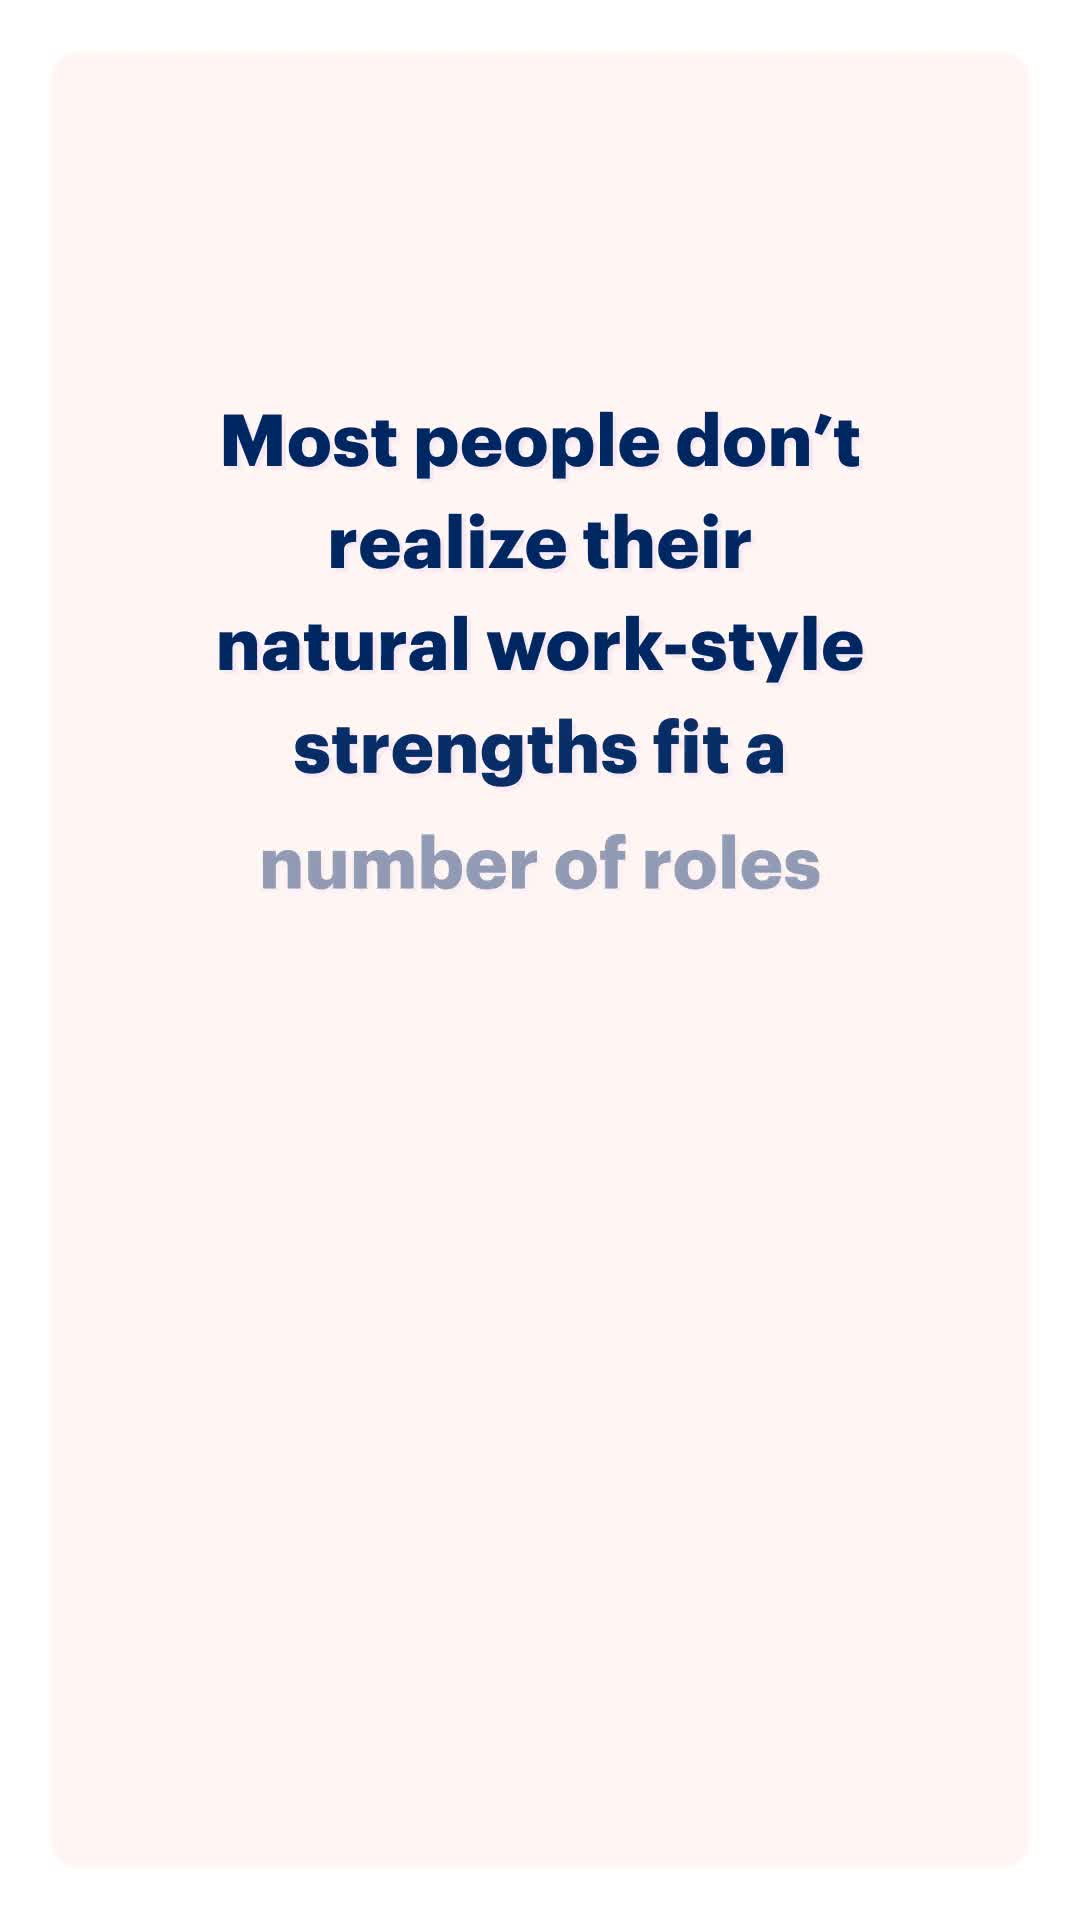 Most people don’t
realize their
natural work-style
strengths fit a
number of roles